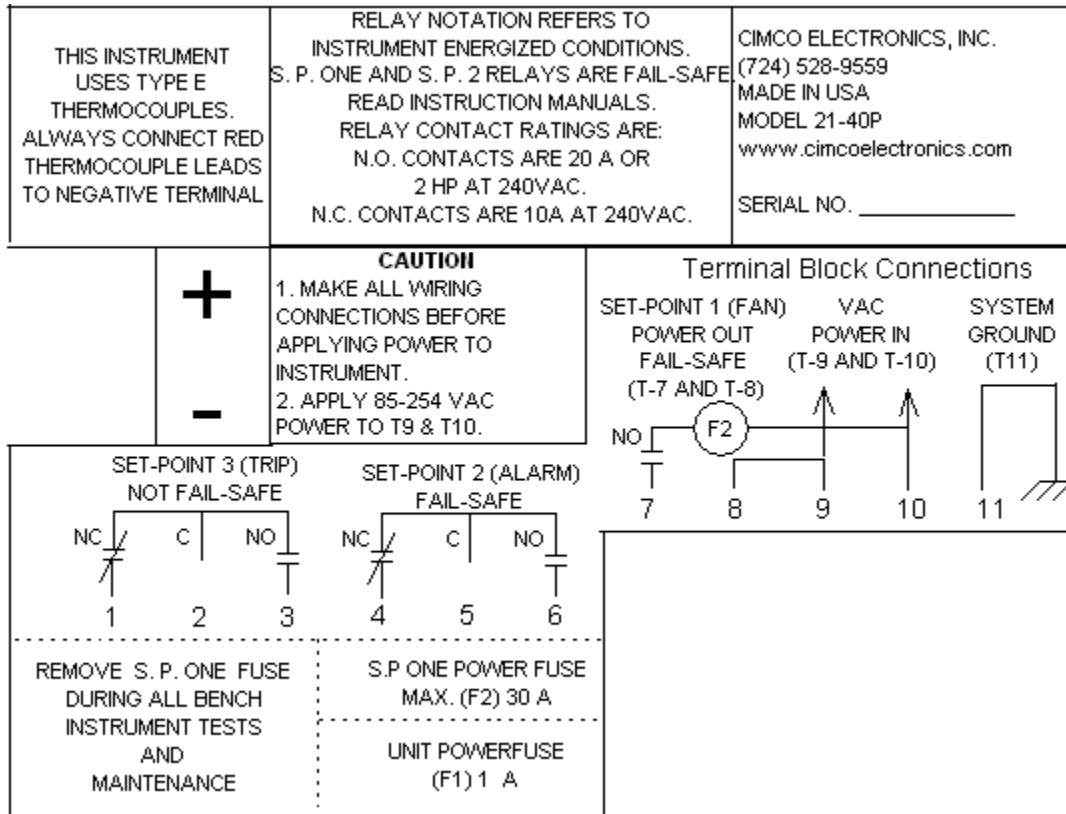 THIS INSTRUMENT
USES TYPE E
THERMOCOUPLES.
ALWAYS CONNECT RED
THERMOCOUPLE LEADS
TO NEGATIVE TERMINAL
RELAY NOTATION REFERS TO
INSTRUMENT ENERGIZED CONDITIONS.
S. P. ONE AND S. P. 2 RELAYS ARE FAIL-SAFE.
READ INSTRUCTION MANUALS.
RELAY CONTACT RATINGS ARE:
N.O. CONTACTS ARE 20 A OR
2 HP AT 240VAC.
N.C. CONTACTS ARE 10A AT 240VAC.
CIMCO ELECTRONICS, INC.
(724) 528-9559
MADE IN USA
MODEL 21-40P
www.cimcoelectronics.com
SERIAL NO. ____________
+
-
CAUTION
1. MAKE ALL WIRING
CONNECTIONS BEFORE
APPLYING POWER TO
INSTRUMENT.
2. APPLY 85-254 VAC
POWER TO T9 & T10.
Terminal Block Connections
SET-POINT 1 (FAN)
POWER OUT
FAIL-SAFE
(T-7 AND T-8)
VAC
POWER IN
(T-9 AND T-10)
SYSTEM
GROUND
(T11)
NO
F2
7 8 9 10 11
SET-POINT 3 (TRIP)
NOT FAIL-SAFE
NC C NO
1 2 3
SET-POINT 2 (ALARM)
FAIL-SAFE
NC C NO
4 5 6
REMOVE S. P. ONE FUSE
DURING ALL BENCH
INSTRUMENT TESTS
AND
MAINTENANCE
S.P ONE POWER FUSE
MAX. (F2) 30 A
UNIT POWERFUSE
(F1) 1 A